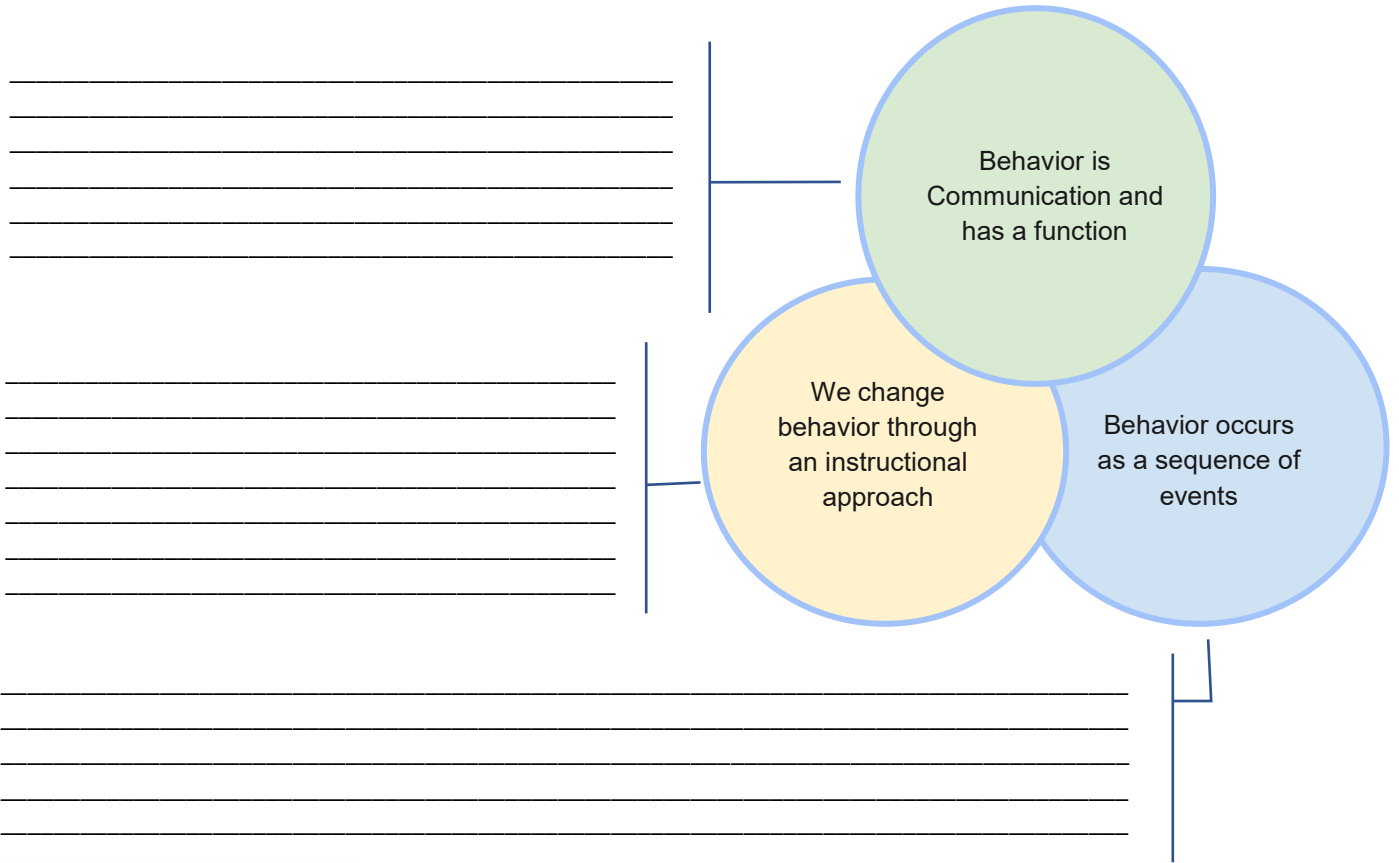 Behavior is
Communication and
has a function
We change
behavior through
an instructional
approach
Behavior occurs
as a sequence of
events